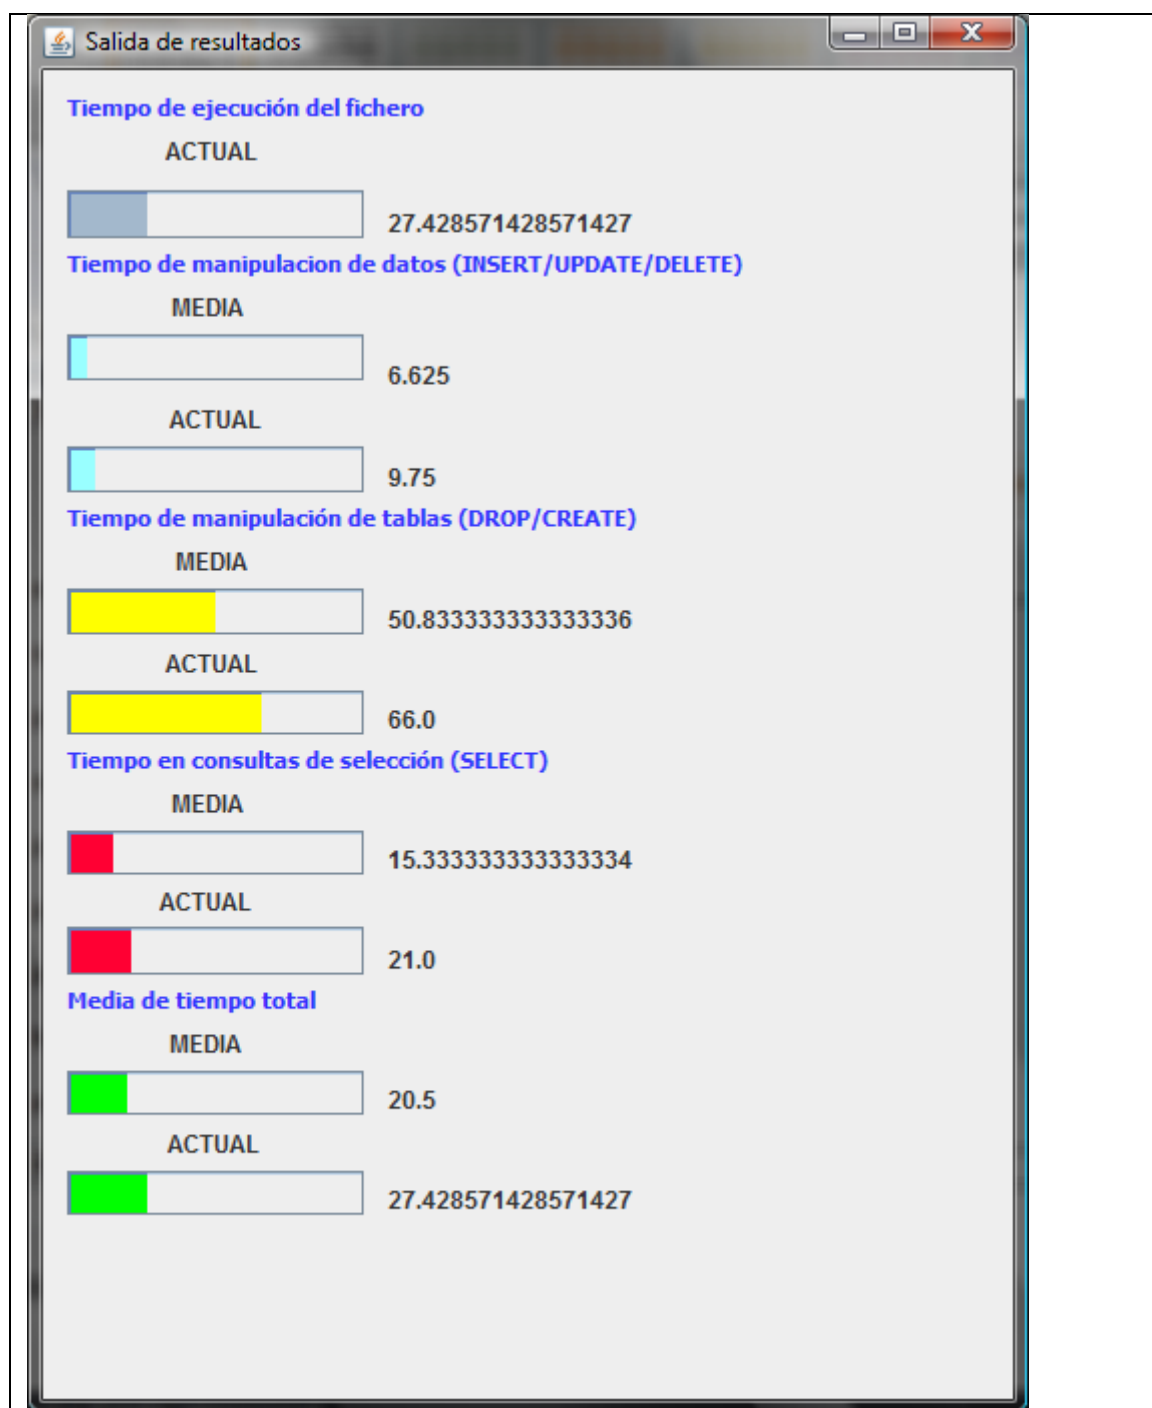 Salida de resultados
Tiempo de ejecución del fichero
ACTUAL
27.428571428571427
Tiempo de manipulacion de datos (INSERT/UPDATE/DELETE)
MEDIA
6.625
ACTUAL
9.75
Tiempo de manipulación de tablas (DROP/CREATE)
MEDIA
50.833333333333336
ACTUAL
66.0
Tiempo en consultas de selección (SELECT)
MEDIA
15.333333333333334
ACTUAL
21.0
Media de tiempo total
MEDIA
20.5
ACTUAL
27.428571428571427